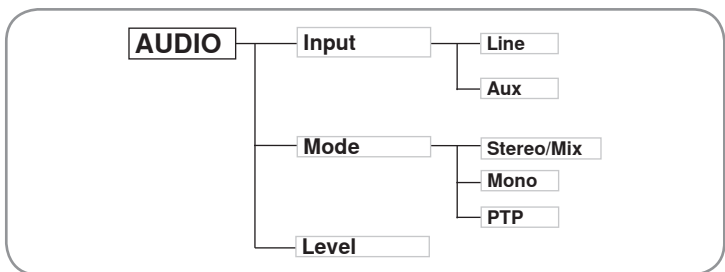 AUDIO
Input
Line
Aux
Mode
Stereo/Mix
Mono
PTP
Level